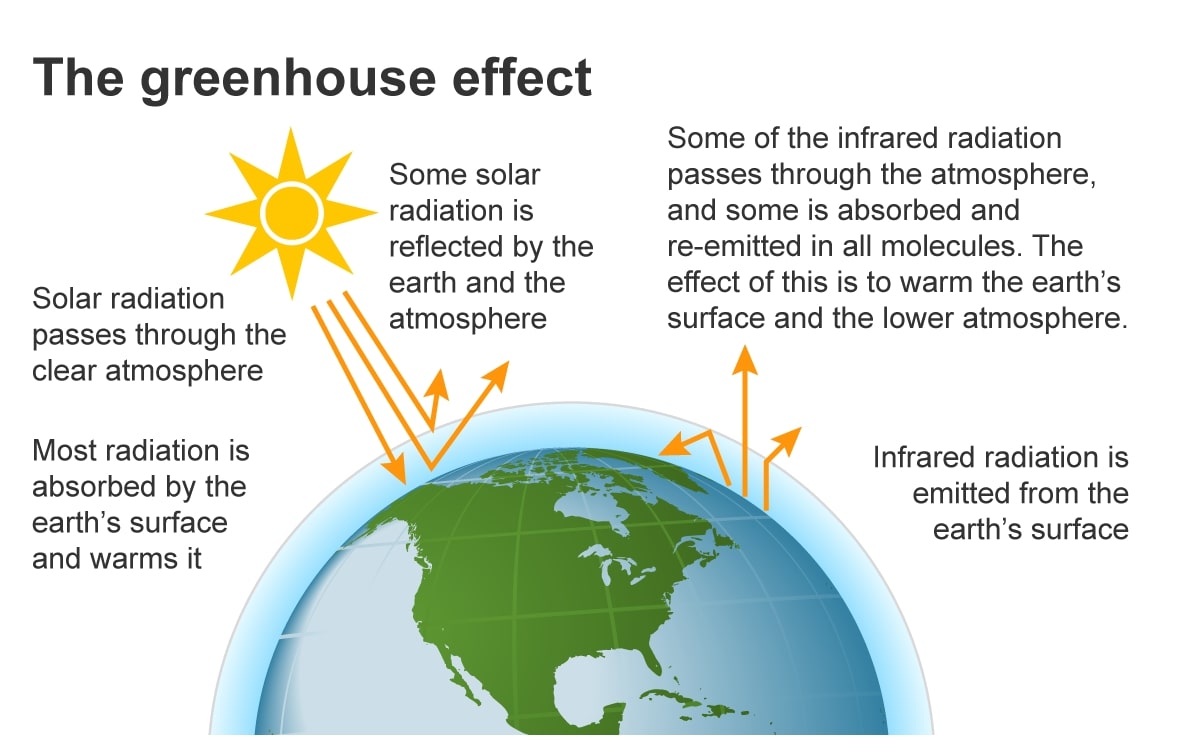 The greenhouse effect
Solar radiation
passes through the
clear atmosphere
Most radiation is
absorbed by the
earth’s surface
and warms it
Some solar
radiation is
reflected by the
earth and the
atmosphere
Some of the infrared radiation
passes through the atmosphere,
and some is absorbed and
re-emitted in all molecules. The
effect of this is to warm the earth’s
surface and the lower atmosphere.
Infrared radiation is
emitted from the
earth’s surface